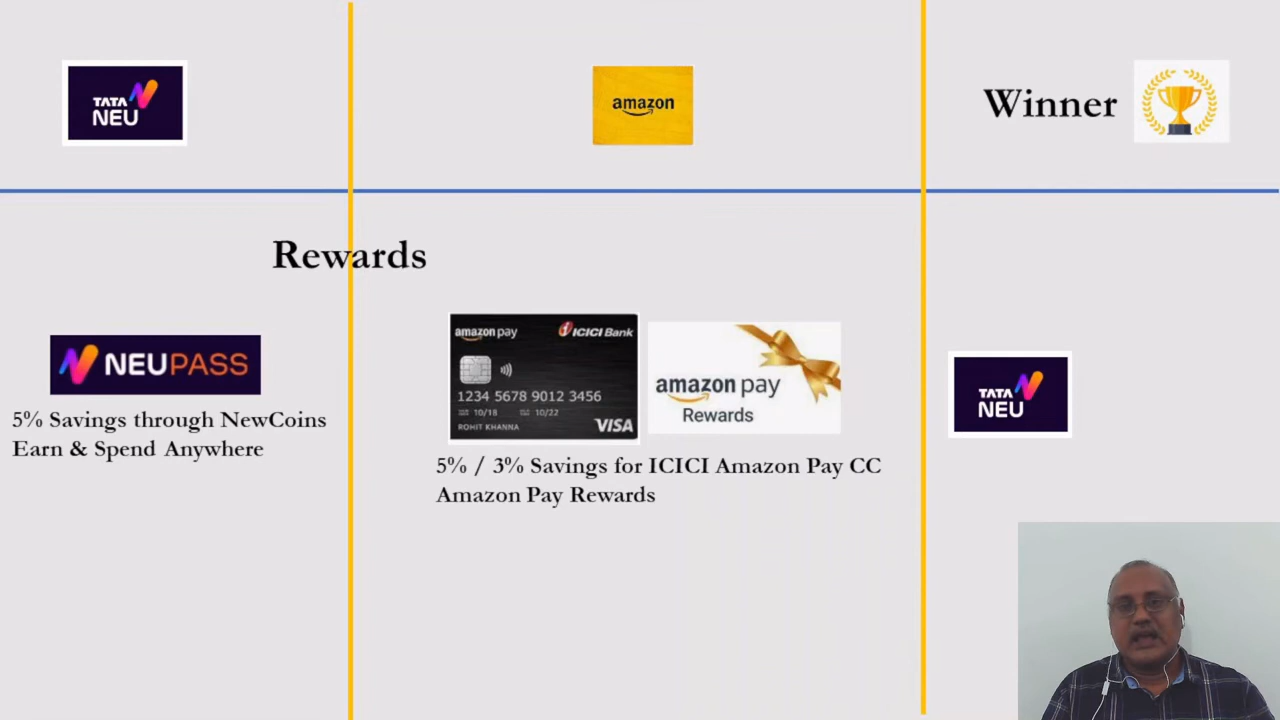 TATA
NEU
amazon
Winner
Rewards
NEUPASS
5% Savings through NewCoins
Earn & Spend Anywhere
amazon pay
ICICI Bank
1234 5678 9012 3456
10/18
10/22
ROHIT KHANNA
VISA
amazon pay
Rewards
5% / 3% Savings for ICICI Amazon Pay CC
Amazon Pay Rewards
TATA
NEU